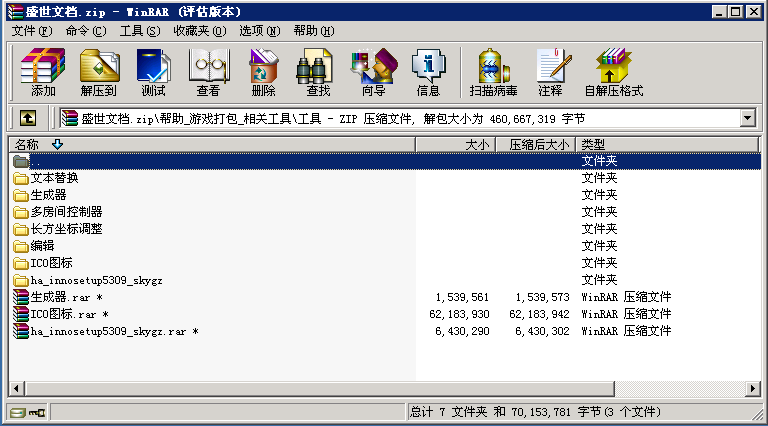 盛世文档.zip - WinRAR (评估版本)
文件(F) 命令(C) 工具(S) 收藏夹(O) 选项(N) 帮助(H)
添加 解压到 测试 查看 删除 查找 向导 信息 扫描病毒 注释 自解压格式
盛世文档.zip\帮助_游戏打包_相关工具\工具 - ZIP 压缩文件, 解包大小为 460,667,319 字节
名称 大小 压缩后大小 类型
.. 文件夹
文本替换 文件夹
生成器 文件夹
多房间控制器 文件夹
长方坐标调整 文件夹
编辑 文件夹
ICO图标 文件夹
ha_innosetup5309_skygz 文件夹
生成器.rar * 1,539,561 1,539,573 WinRAR 压缩文件
ICO图标.rar * 62,183,930 62,183,942 WinRAR 压缩文件
ha_innosetup5309_skygz.rar * 6,430,290 6,430,302 WinRAR 压缩文件
总计 7 文件夹 和 70,153,781 字节(3 个文件)